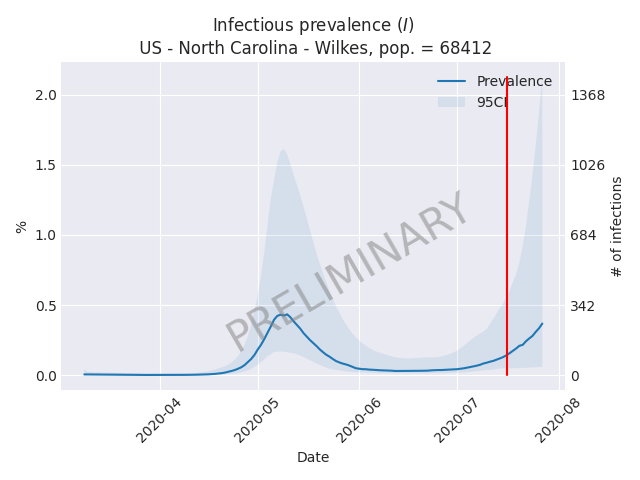 Infectious prevalence (I)
US - North Carolina - Wilkes, pop. = 68412
Prevalence
95CI
2.0
1.5
1.0
0.5
0.0
%
1368
1026
684
342
0
# of infections
PRELIMINARY
2020-04
2020-05
2020-06
2020-07
2020-08
Date